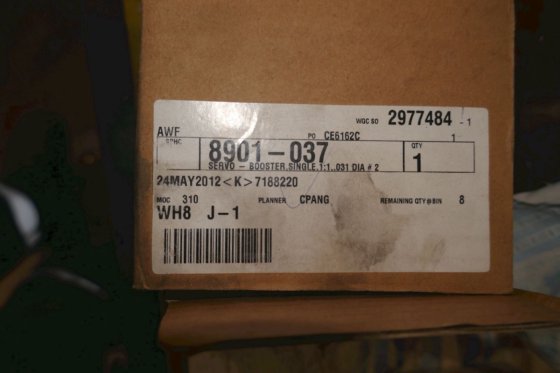 WGC SO 2977484 -1
AWF PO CE6162C 1
8901-037 QTY
SERVO - BOOSTER,SINGLE,1:1,.031 DIA # 2 1
24MAY2012<K>7188220
MOC 310 PLANNER CPANG REMAINING QTY@BIN 8
WH8 J-1